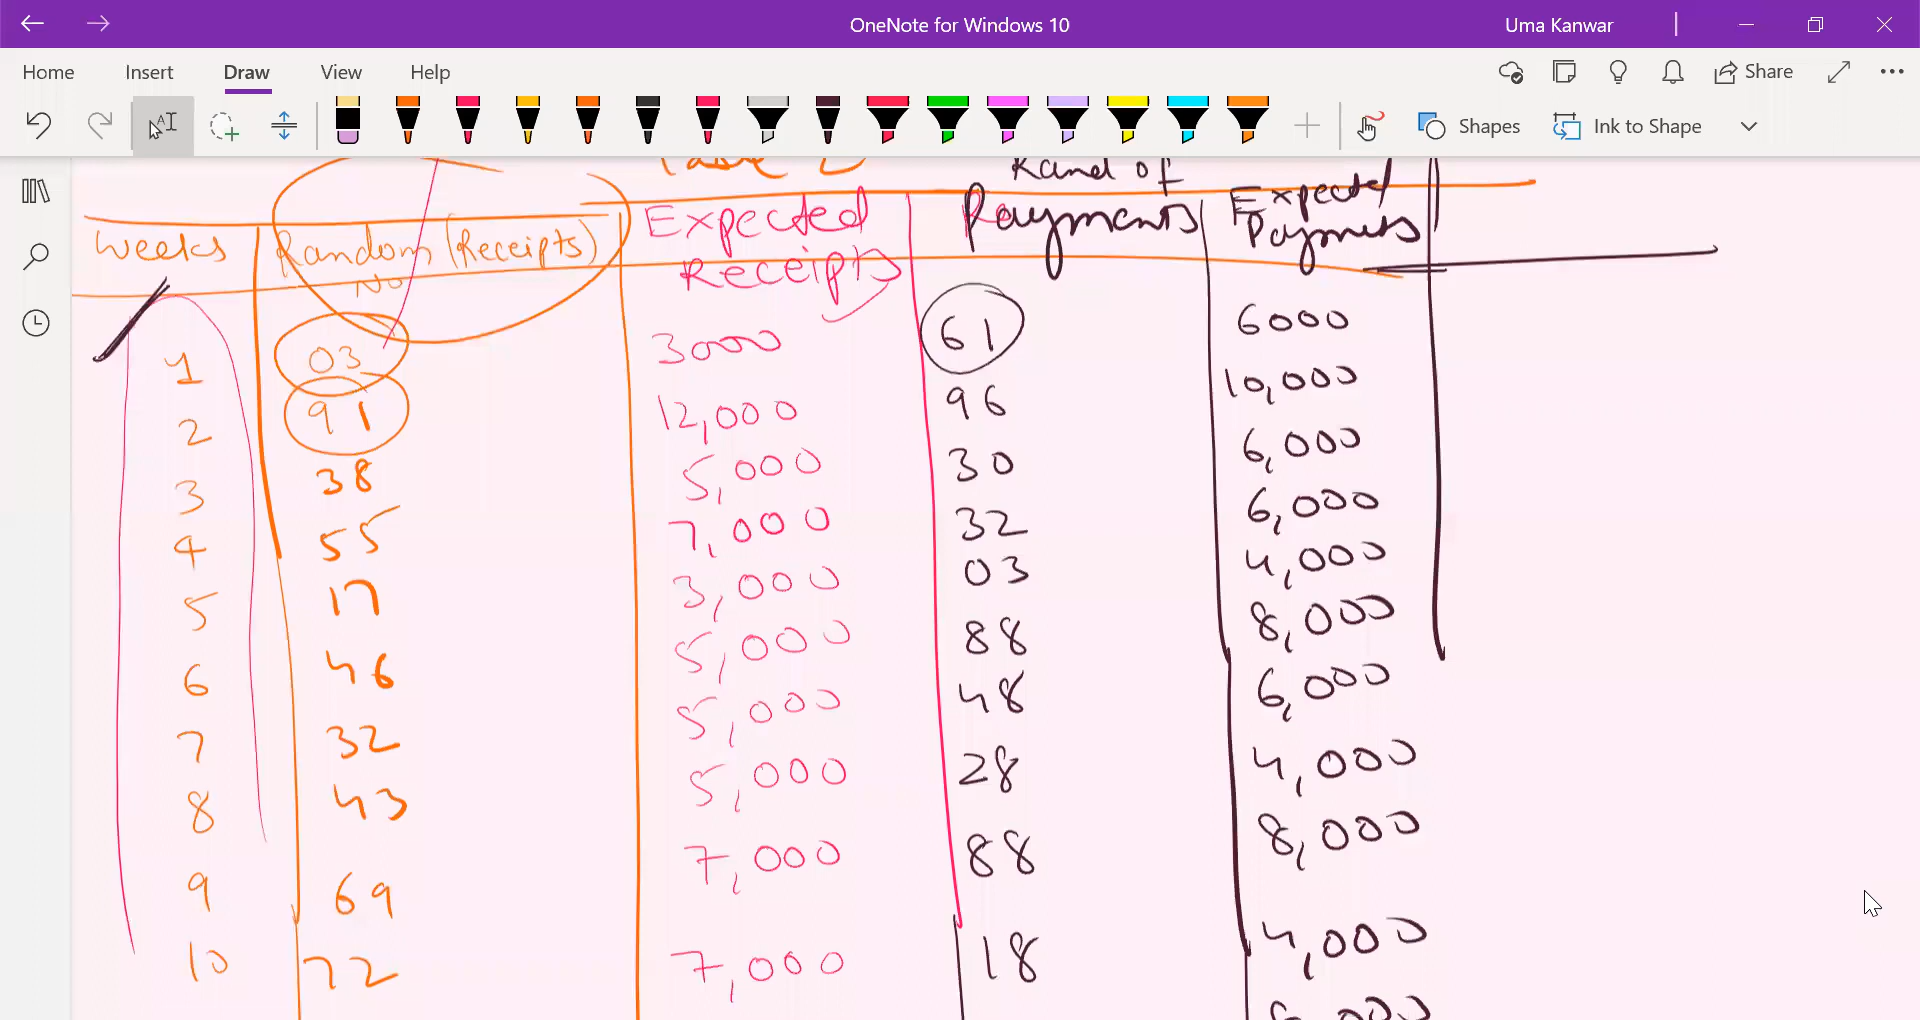 OneNote for Windows 10
Uma Kanwar
Home Insert Draw View Help
Share
Shapes Ink to Shape
Table 2
Rand of
Payments
Expected
Paymets
Weeks Random (Receipts)
No
Expected
Receipts
1 03 3000 61 6000
2 91 12,000 96 10,000
3 38 5,000 30 6,000
4 55 7,000 32 6,000
5 17 3,000 03 4,000
6 46 5,000 88 8,000
7 32 5,000 48 6,000
8 43 5,000 28 4,000
9 69 7,000 88 8,000
10 72 7,000 18 4,000